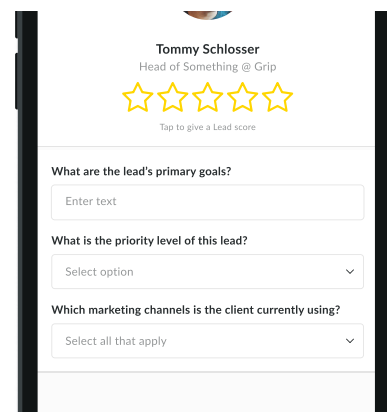 Tommy Schlosser
Head of Something @ Grip
Tap to give a Lead score
What are the lead's primary goals?
Enter text
What is the priority level of this lead?
Select option
Which marketing channels is the client currently using?
Select all that apply